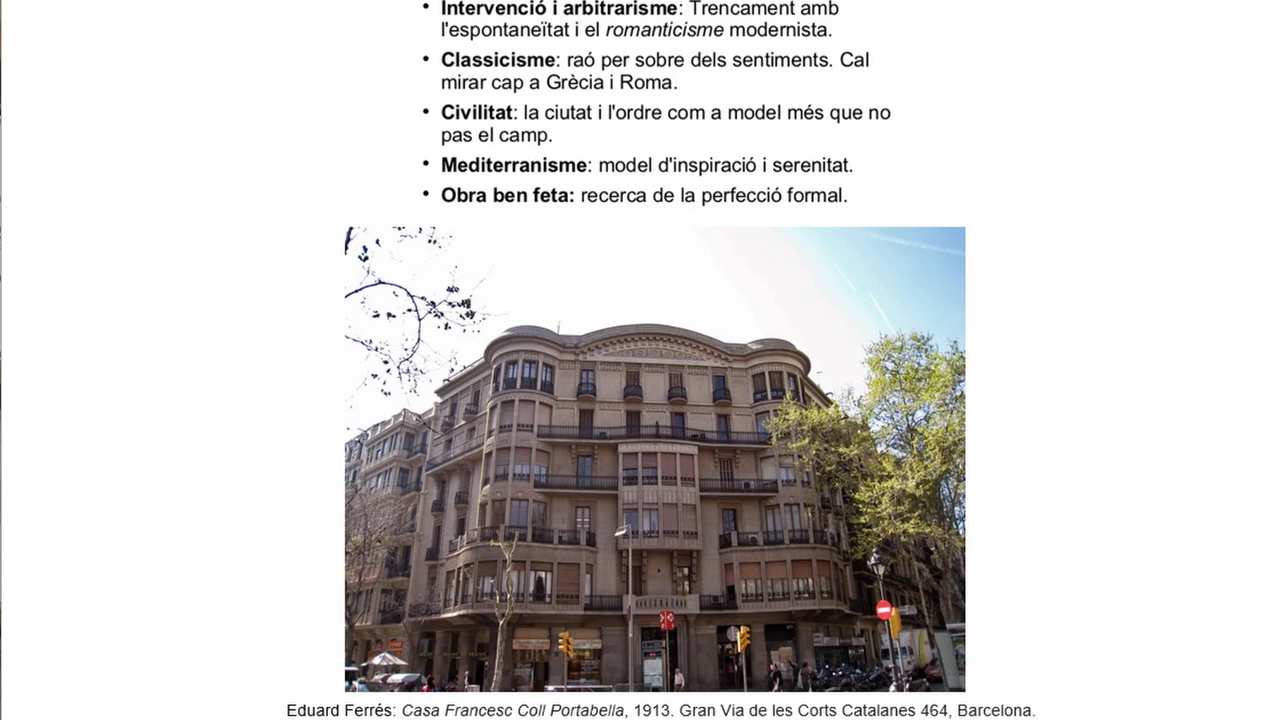 • Intervenció i arbitrarisme: Trencament amb
l'espontaneïtat i el romanticisme modernista.
• Classicisme: raó per sobre dels sentiments. Cal
mirar cap a Grècia i Roma.
• Civilitat: la ciutat i l'ordre com a model més que no
pas el camp.
• Mediterranisme: model d'inspiració i serenitat.
• Obra ben feta: recerca de la perfecció formal.
Eduard Ferrés: Casa Francesc Coll Portabella, 1913. Gran Via de les Corts Catalanes 464, Barcelona.